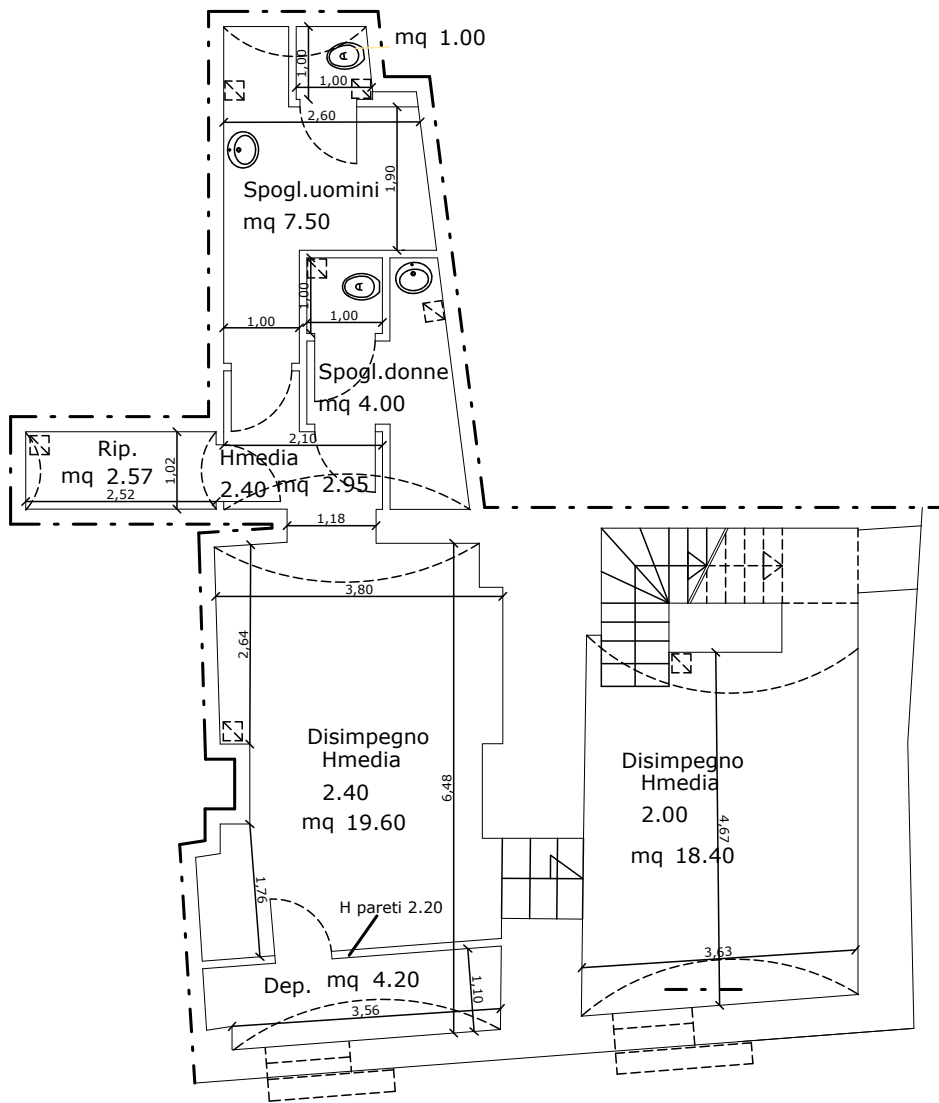 mq 1.00
1,00
1,00
2,60
1,90
Spogl.uomini
mq 7.50
1,00
1,00
1,00
Spogl.donne
mq 4.00
2,10
Rip.
mq 2.57
1,02
2,52
Hmedia
2.40 mq 2.95
1,18
3,80
2,64
Disimpegno
Hmedia
2.40
mq 19.60
6,48
Disimpegno
Hmedia
2.00
mq 18.40
4,67
1,76
H pareti 2.20
3,63
Dep. mq 4.20
1,10
3,56